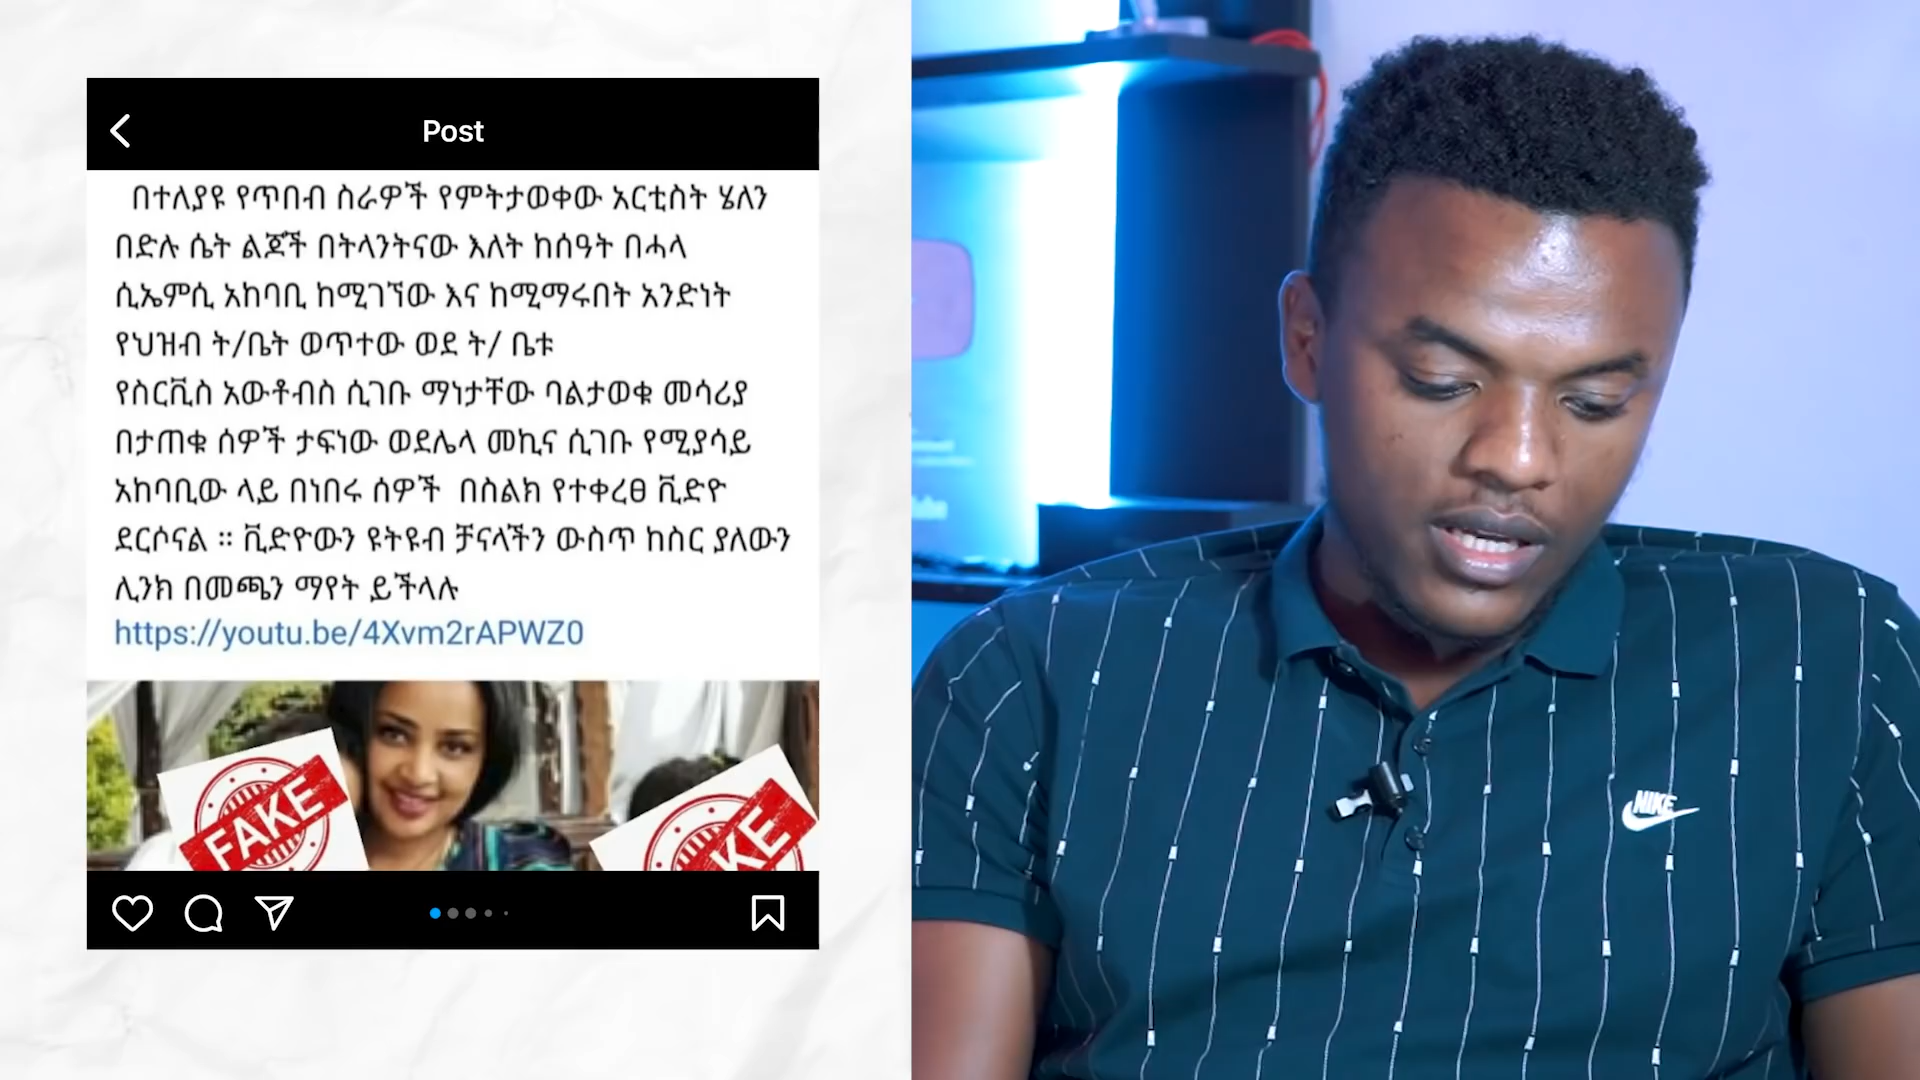 Post
በተለያዩ የጥበብ ስራዎች የምትታወቀው አርቲስት ሄለን
በድሉ ሴት ልጆች በትላንትናው እለት ከሰዓት በሓላ
ሲኤምሲ አከባቢ ከሚገኘው እና ከሚማሩበት አንድነት
የህዝብ ት/ቤት ወጥተው ወደ ት/ ቤቱ
የስርቪስ አውቶብስ ሲገቡ ማነታቸው ባልታወቁ መሳሪያ
በታጠቁ ሰዎች ታፍነው ወደሌላ መኪና ሲገቡ የሚያሳይ
አከባቢው ላይ በነበሩ ሰዎች በስልክ የተቀረፀ ቪድዮ
ደርሶናል ። ቪድዮውን ዩትዩብ ቻናላችን ውስጥ ከስር ያለውን
ሊንክ በመጫን ማየት ይችላሉ
https://youtu.be/4Xvm2rAPWZ0
FAKE
KE
NIKE